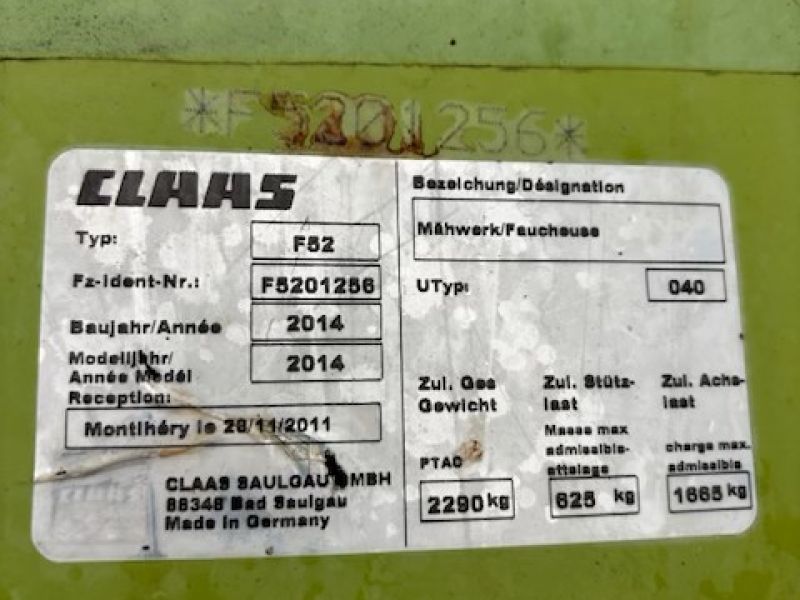 *F5201256*
CLAAS
Typ: F52
Fz-Ident-Nr.: F5201256
Baujahr/Année 2014
Modelljahr/
Année Modél 2014
Reception:
Montlhéry le 28/11/2011
CLAAS SAULGAU GMBH
88348 Bad Saulgau
Made in Germany
Bezeichung/Désignation
Mähwerk/Faucheuse
UTyp: 040
Zul. Ges Gewicht
PTAC
2290 kg
Zul. Stütz-
last
Masse max
admissible-
attelage
625 kg
Zul. Achs-
last
charge max.
admissible
1665 kg